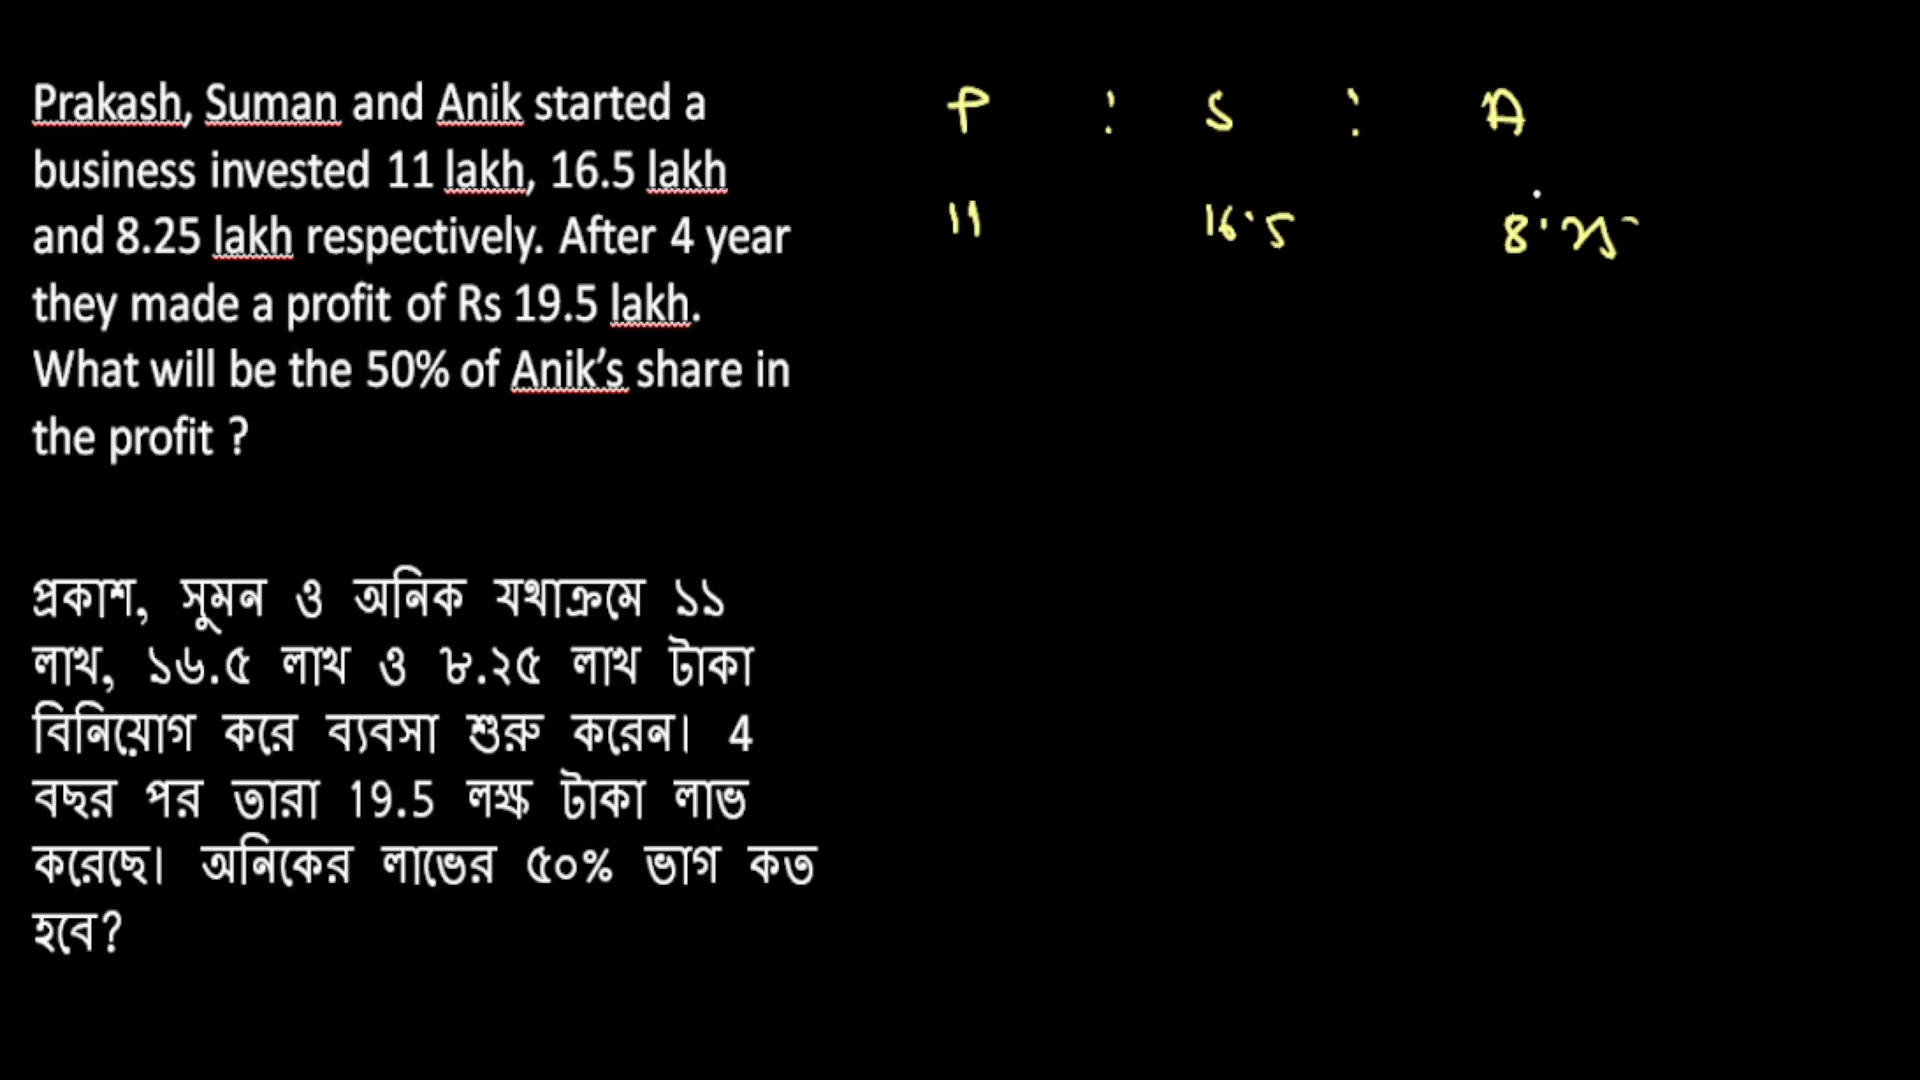 Prakash, Suman and Anik started a
business invested 11 lakh, 16.5 lakh
and 8.25 lakh respectively. After 4 year
they made a profit of Rs 19.5 lakh.
What will be the 50% of Anik’s share in
the profit ?
প্রকাশ, সুমন ও অনিক যথাক্রমে ১১
লাখ, ১৬.৫ লাখ ও ৮.২৫ লাখ টাকা
বিনিয়োগ করে ব্যবসা শুরু করেন। 4
বছর পর তারা 19.5 লক্ষ টাকা লাভ
করেছে। অনিকের লাভের ৫০% ভাগ কত
হবে?
P : S : A
11 16.5 8.25